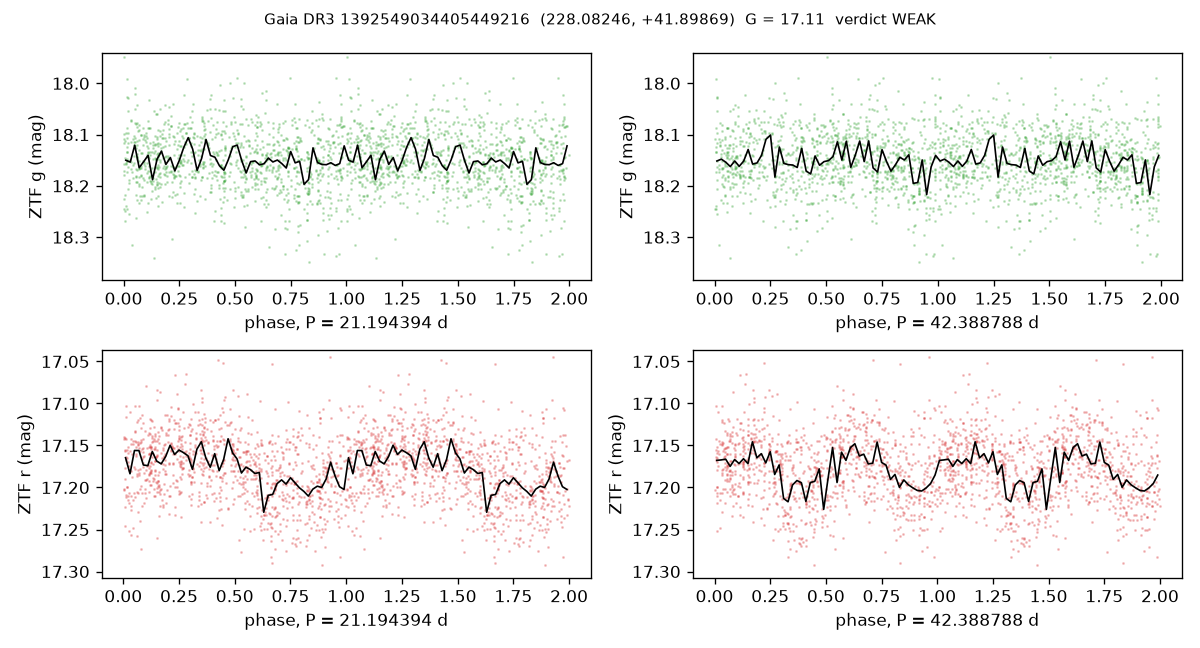 Gaia DR3 1392549034405449216 (228.08246, +41.89869) G = 17.11 verdict WEAK
ZTF g (mag)
18.0
18.1
18.2
18.3
0.00 0.25 0.50 0.75 1.00 1.25 1.50 1.75 2.00
phase, P = 21.194394 d
ZTF g (mag)
18.0
18.1
18.2
18.3
0.00 0.25 0.50 0.75 1.00 1.25 1.50 1.75 2.00
phase, P = 42.388788 d
ZTF r (mag)
17.05
17.10
17.15
17.20
17.25
17.30
0.00 0.25 0.50 0.75 1.00 1.25 1.50 1.75 2.00
phase, P = 21.194394 d
ZTF r (mag)
17.05
17.10
17.15
17.20
17.25
17.30
0.00 0.25 0.50 0.75 1.00 1.25 1.50 1.75 2.00
phase, P = 42.388788 d